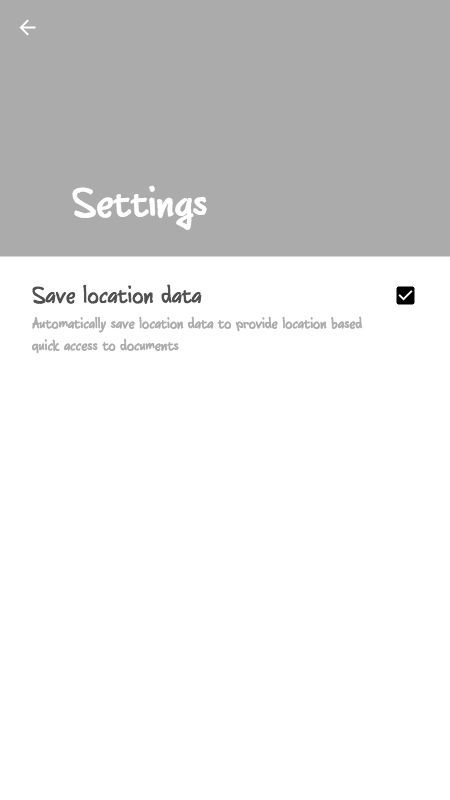 Settings
Save location data
Automatically save location data to provide location based
quick access to documents